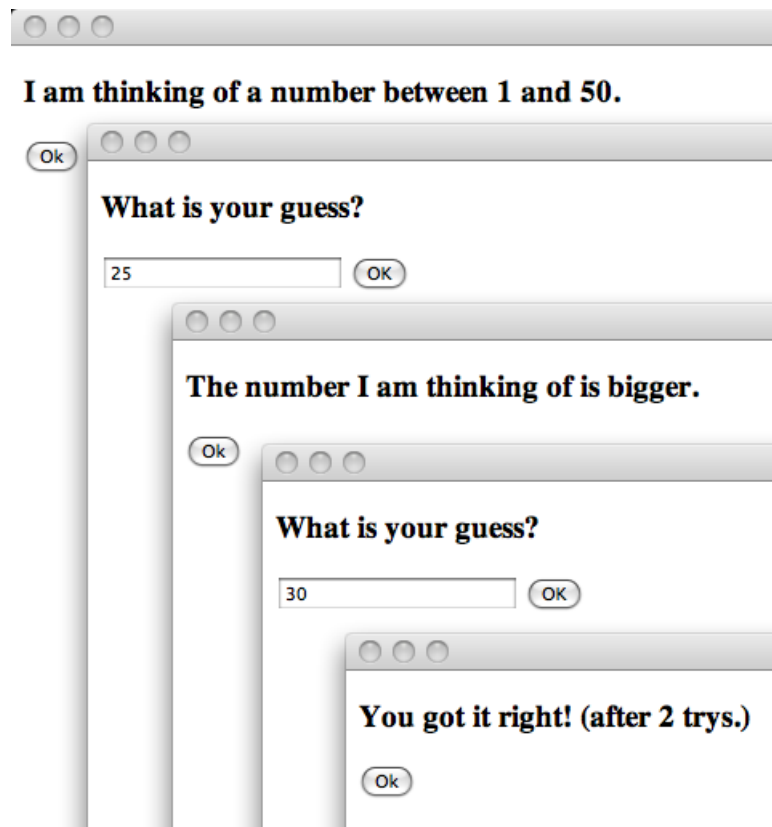 I am thinking of a number between 1 and 50.
Ok
What is your guess?
25 OK
The number I am thinking of is bigger.
Ok
What is your guess?
30 OK
You got it right! (after 2 trys.)
Ok